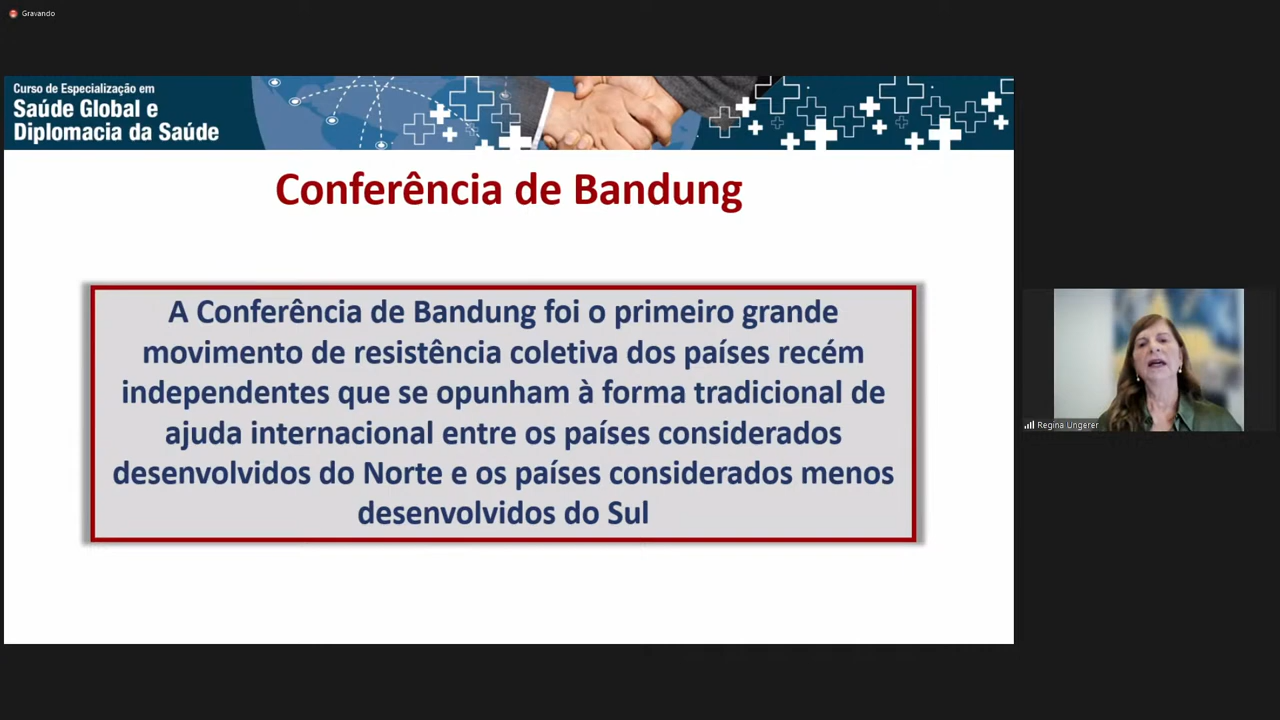 Gravando
Curso de Especialização em
Saúde Global e
Diplomacia da Saúde
Conferência de Bandung
A Conferência de Bandung foi o primeiro grande
movimento de resistência coletiva dos países recém
independentes que se opunham à forma tradicional de
ajuda internacional entre os países considerados
desenvolvidos do Norte e os países considerados menos
desenvolvidos do Sul
Regina Ungerer